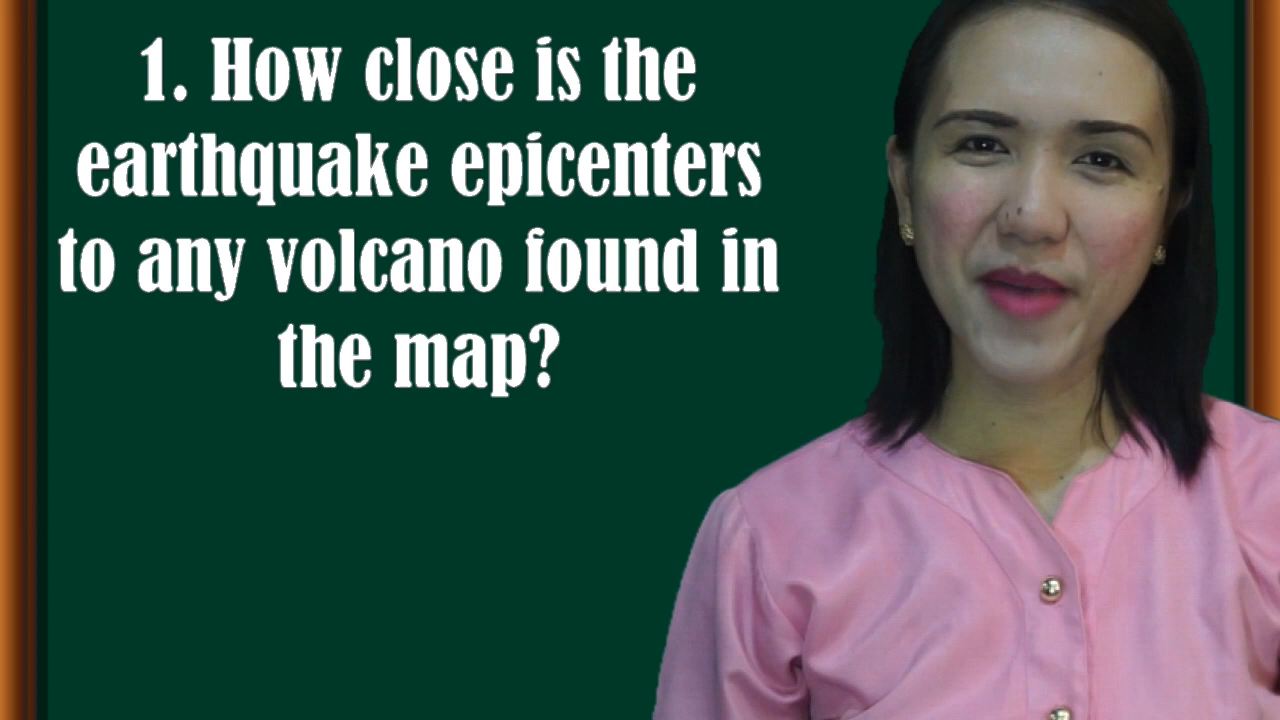 1. How close is the
earthquake epicenters
to any volcano found in
the map?